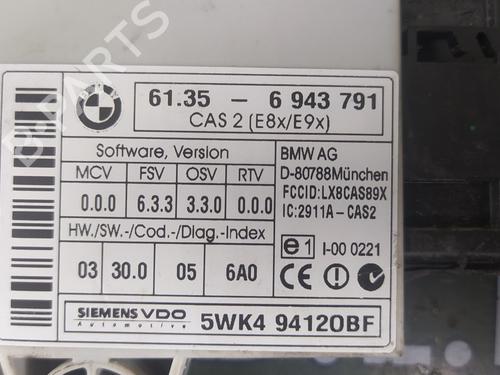 61.35 - 6 943 791
CAS 2 (E8x/E9x)
Software, Version
MCV FSV OSV RTV
0.0.0 6.3.3 3.3.0 0.0.0
HW./SW.-/Cod.-/Diag.-Index
03 30.0 05 6A0
BMW AG
D-80788München
FCCID:LX8CAS89X
IC:2911A-CAS2
e1 I-00 0221
CE
SIEMENS VDO
Automotive
5WK4 94120BF